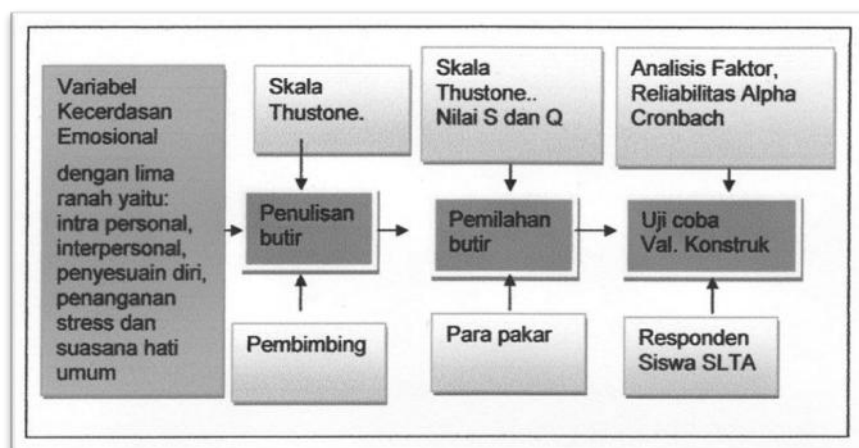 Variabel
Kecerdasan
Emosional
dengan lima
ranah yaitu:
intra personal,
interpersonal,
penyesuain diri,
penanganan
stress dan
suasana hati
umum
Skala
Thustone.
Penulisan
butir
Pembimbing
Skala
Thustone..
Nilai S dan Q
Pemilahan
butir
Para pakar
Analisis Faktor,
Reliabilitas Alpha
Cronbach
Uji coba
Val. Konstruk
Responden
Siswa SLTA